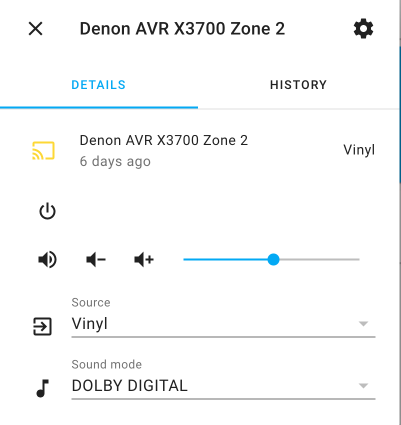 Denon AVR X3700 Zone 2
DETAILS
HISTORY
Denon AVR X3700 Zone 2
6 days ago
Vinyl
Source
Vinyl
Sound mode
DOLBY DIGITAL